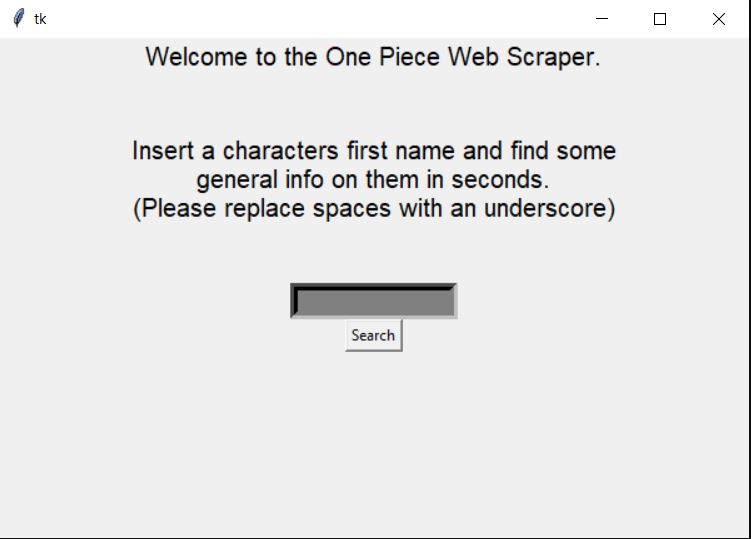 tk
Welcome to the One Piece Web Scraper.
Insert a characters first name and find some
general info on them in seconds.
(Please replace spaces with an underscore)
Search